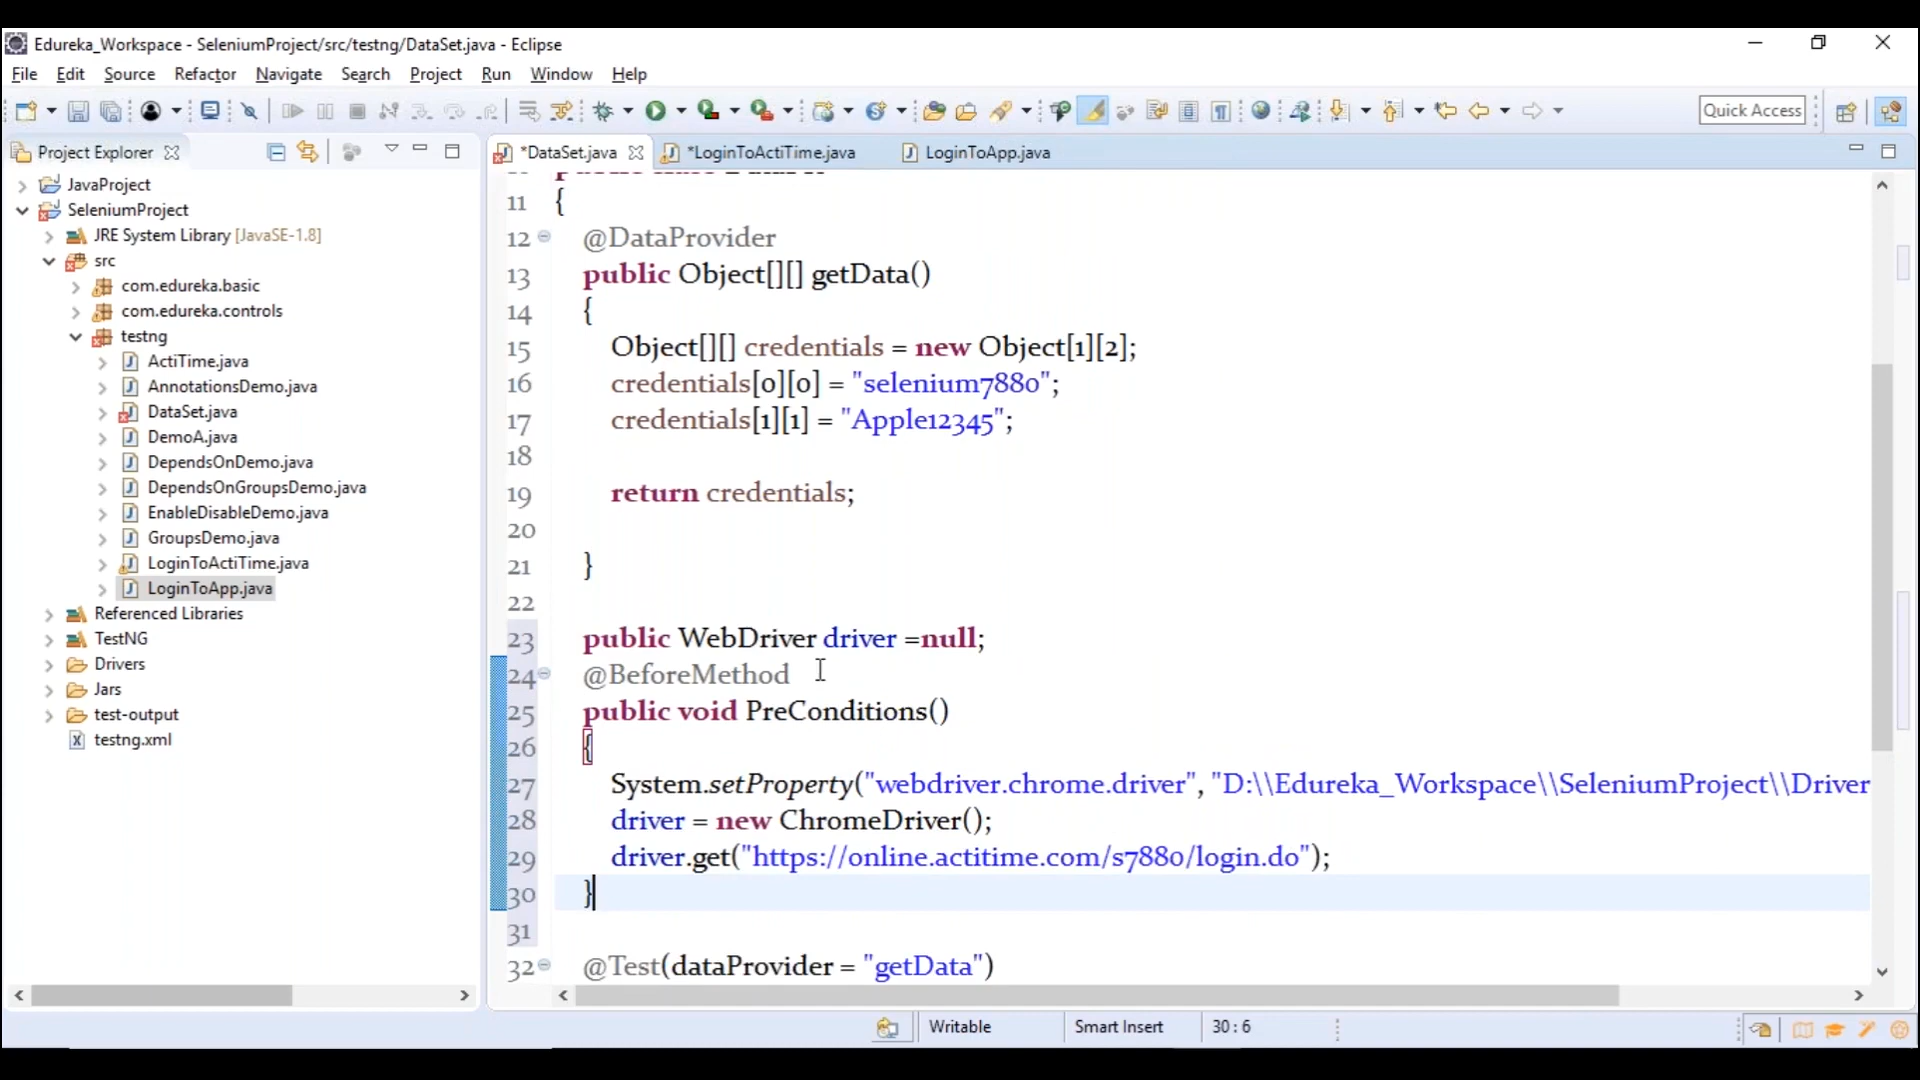 Edureka_Workspace - SeleniumProject/src/testng/DataSet.java - Eclipse
File Edit Source Refactor Navigate Search Project Run Window Help
Quick Access
Project Explorer
*DataSet.java *LoginToActiTime.java LoginToApp.java
JavaProject
SeleniumProject
JRE System Library [JavaSE-1.8]
src
com.edureka.basic
com.edureka.controls
testng
ActiTime.java
AnnotationsDemo.java
DataSet.java
DemoA.java
DependsOnDemo.java
DependsOnGroupsDemo.java
EnableDisableDemo.java
GroupsDemo.java
LoginToActiTime.java
LoginToApp.java
Referenced Libraries
TestNG
Drivers
Jars
test-output
testng.xml
11 {
12 @DataProvider
13 public Object[][] getData()
14 {
15 Object[][] credentials = new Object[1][2];
16 credentials[0][0] = "selenium7880";
17 credentials[1][1] = "Apple12345";
18
19 return credentials;
20
21 }
22
23 public WebDriver driver =null;
24 @BeforeMethod
25 public void PreConditions()
26 {
27 System.setProperty("webdriver.chrome.driver", "D:\\Edureka_Workspace\\SeleniumProject\\Driver
28 driver = new ChromeDriver();
29 driver.get("https://online.actitime.com/s7880/login.do");
30 }
31
32 @Test(dataProvider = "getData")
Writable Smart Insert 30 : 6